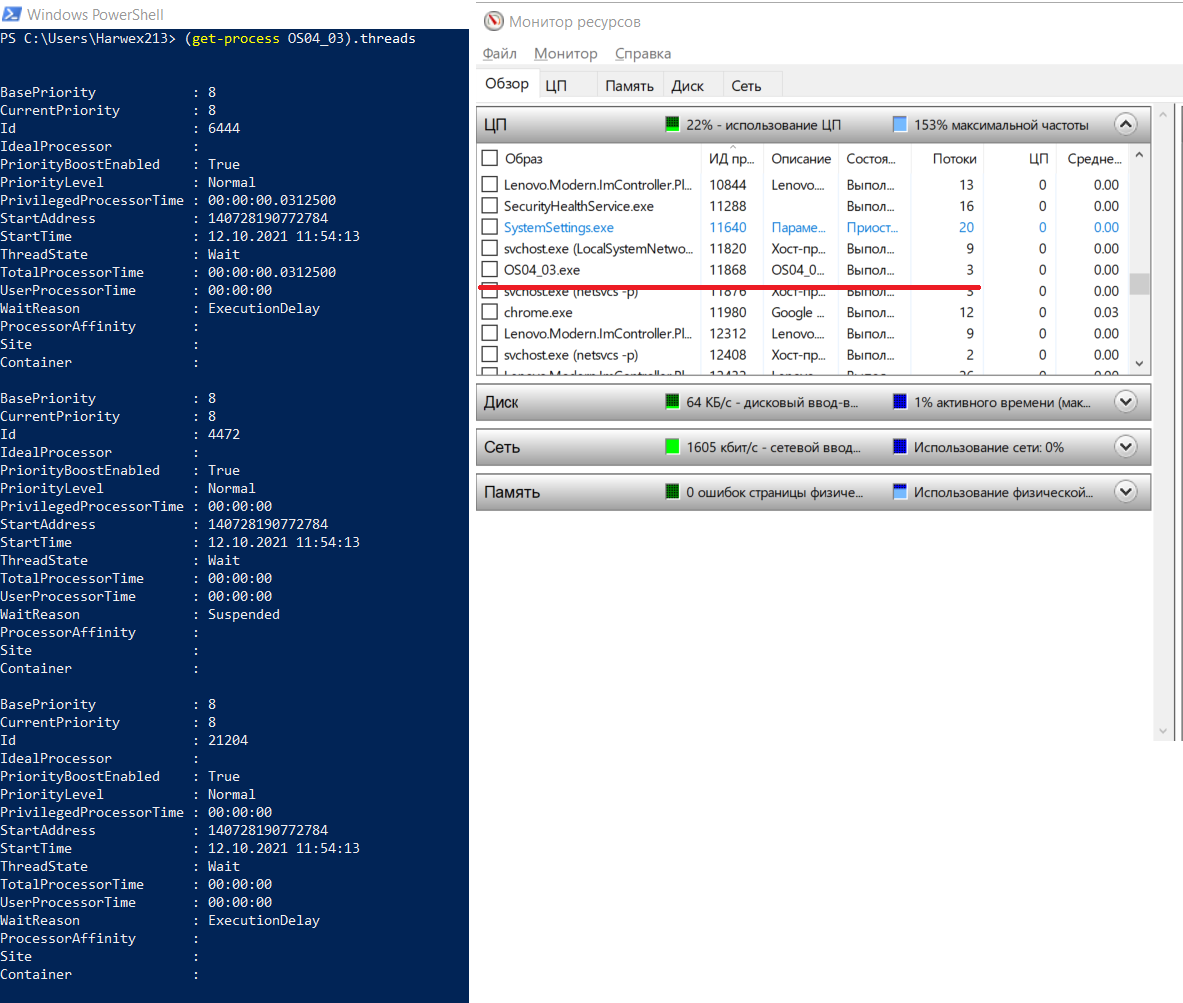 Windows PowerShell
PS C:\Users\Harwex213> (get-process OS04_03).threads
BasePriority : 8
CurrentPriority : 8
Id : 6444
IdealProcessor :
PriorityBoostEnabled : True
PriorityLevel : Normal
PrivilegedProcessorTime : 00:00:00.0312500
StartAddress : 140728190772784
StartTime : 12.10.2021 11:54:13
ThreadState : Wait
TotalProcessorTime : 00:00:00.0312500
UserProcessorTime : 00:00:00
WaitReason : ExecutionDelay
ProcessorAffinity :
Site :
Container :
BasePriority : 8
CurrentPriority : 8
Id : 4472
IdealProcessor :
PriorityBoostEnabled : True
PriorityLevel : Normal
PrivilegedProcessorTime : 00:00:00
StartAddress : 140728190772784
StartTime : 12.10.2021 11:54:13
ThreadState : Wait
TotalProcessorTime : 00:00:00
UserProcessorTime : 00:00:00
WaitReason : Suspended
ProcessorAffinity :
Site :
Container :
BasePriority : 8
CurrentPriority : 8
Id : 21204
IdealProcessor :
PriorityBoostEnabled : True
PriorityLevel : Normal
PrivilegedProcessorTime : 00:00:00
StartAddress : 140728190772784
StartTime : 12.10.2021 11:54:13
ThreadState : Wait
TotalProcessorTime : 00:00:00
UserProcessorTime : 00:00:00
WaitReason : ExecutionDelay
ProcessorAffinity :
Site :
Container :
Монитор ресурсов
Файл Монитор Справка
Обзор ЦП Память Диск Сеть
ЦП 22% - использование ЦП 153% максимальной частоты
Образ ИД пр... Описание Состоя... Потоки ЦП Средне...
Lenovo.Modern.ImController.Pl... 10844 Lenovo.... Выпол... 13 0 0.00
SecurityHealthService.exe 11288 Выпол... 16 0 0.00
SystemSettings.exe 11640 Параме... Приост... 20 0 0.00
svchost.exe (LocalSystemNetwo... 11820 Хост-пр... Выпол... 9 0 0.00
OS04_03.exe 11868 OS04_0... Выпол... 3 0 0.00
svchost.exe (netsvcs -p) 11876 Хост-пр... Выпол... 3 0 0.00
chrome.exe 11980 Google ... Выпол... 12 0 0.03
Lenovo.Modern.ImController.Pl... 12312 Lenovo.... Выпол... 9 0 0.00
svchost.exe (netsvcs -p) 12408 Хост-пр... Выпол... 2 0 0.00
Диск 64 КБ/с - дисковый ввод-в... 1% активного времени (мак...
Сеть 1605 кбит/с - сетевой ввод... Использование сети: 0%
Память 0 ошибок страницы физиче... Использование физической...